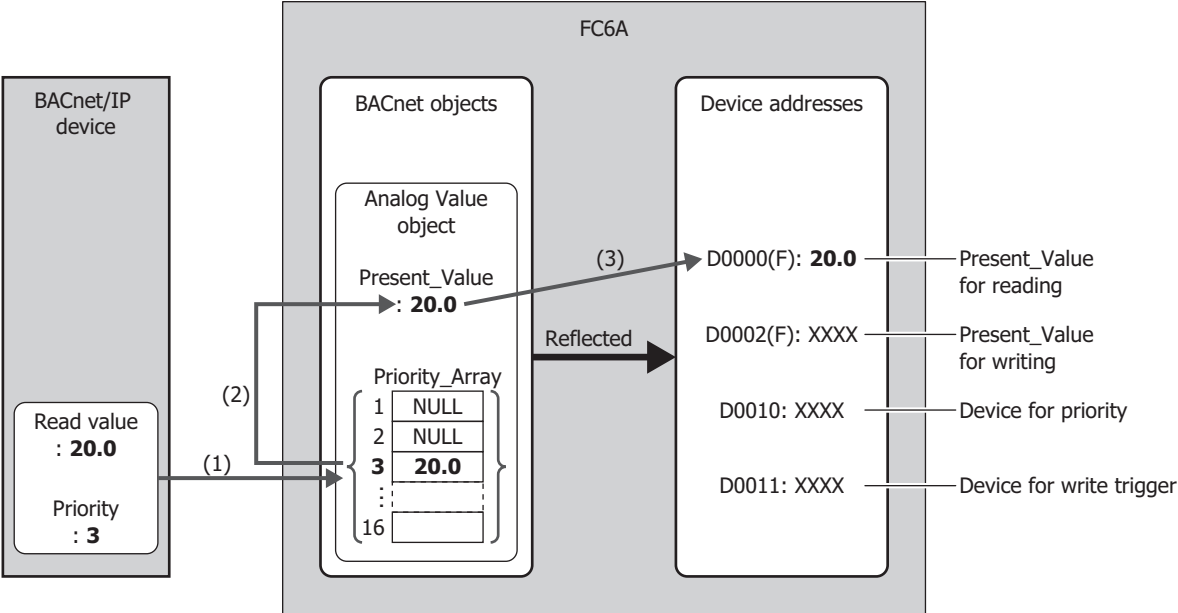 FC6A
BACnet/IP
device
Read value
: 20.0
Priority
: 3
(1)
(2)
BACnet objects
Analog Value
object
Present_Value
: 20.0
Priority_Array
1 NULL
2 NULL
3 20.0
:
16
(3)
Reflected
Device addresses
D0000(F): 20.0
Present_Value
for reading
D0002(F): XXXX
Present_Value
for writing
D0010: XXXX
Device for priority
D0011: XXXX
Device for write trigger